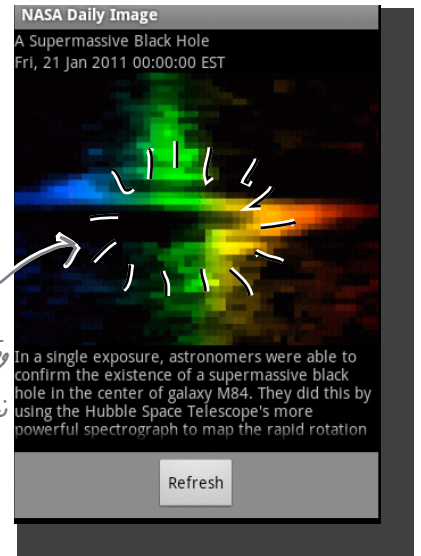 NASA Daily Image
A Supermassive Black Hole
Fri, 21 Jan 2011 00:00:00 EST
In a single exposure, astronomers were able to
confirm the existence of a supermassive black
hole in the center of galaxy M84. They did this by
using the Hubble Space Telescope's more
powerful spectrograph to map the rapid rotation
Refresh